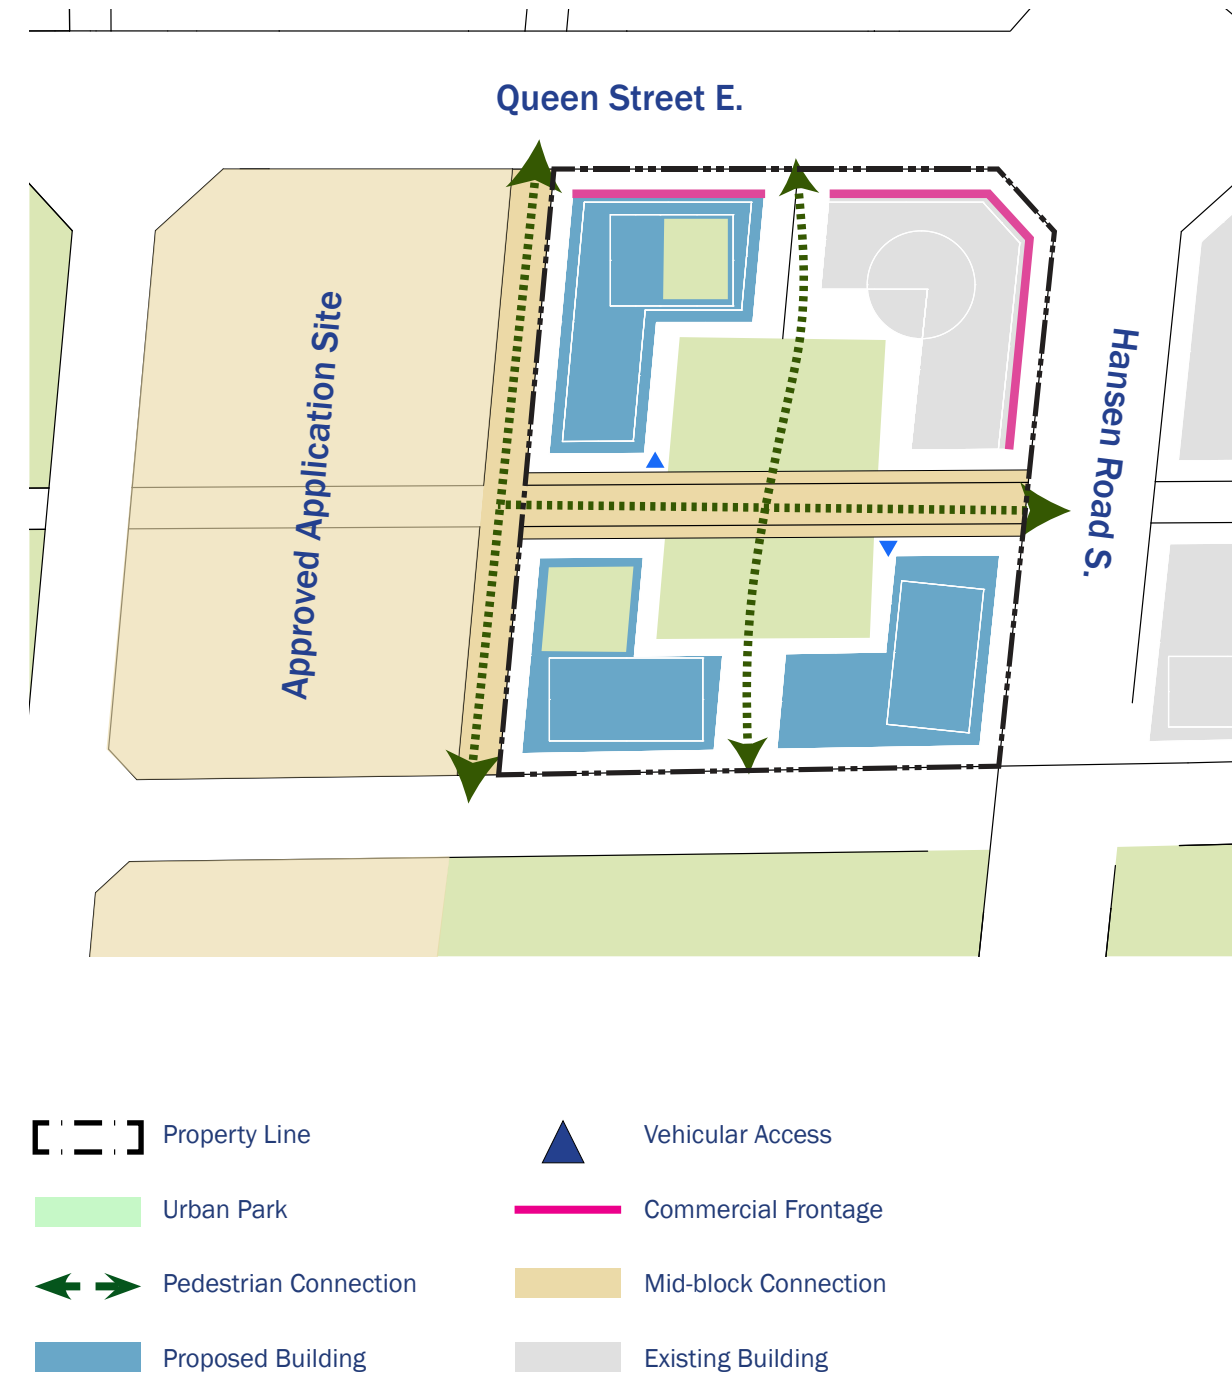 Queen Street E.
Approved Application Site
Hansen Road S.
Property Line
Vehicular Access
Urban Park
Commercial Frontage
Pedestrian Connection
Mid-block Connection
Proposed Building
Existing Building